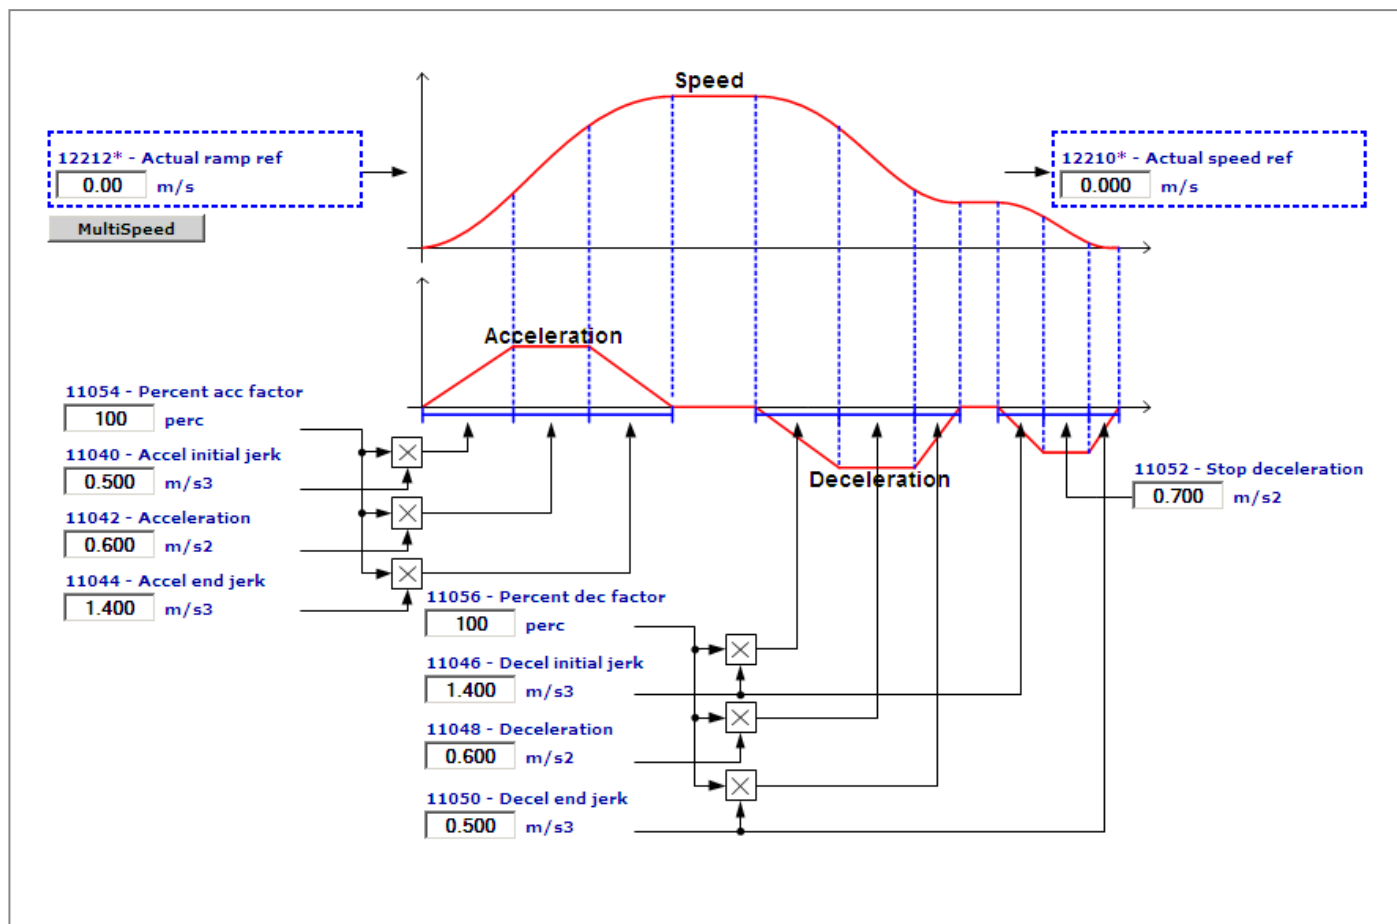 Speed
12212* - Actual ramp ref
0.00 m/s
MultiSpeed
12210* - Actual speed ref
0.000 m/s
Acceleration
11054 - Percent acc factor
100 perc
11040 - Accel initial jerk
0.500 m/s3
11042 - Acceleration
0.600 m/s2
11044 - Accel end jerk
1.400 m/s3
Deceleration
11052 - Stop deceleration
0.700 m/s2
11056 - Percent dec factor
100 perc
11046 - Decel initial jerk
1.400 m/s3
11048 - Deceleration
0.600 m/s2
11050 - Decel end jerk
0.500 m/s3